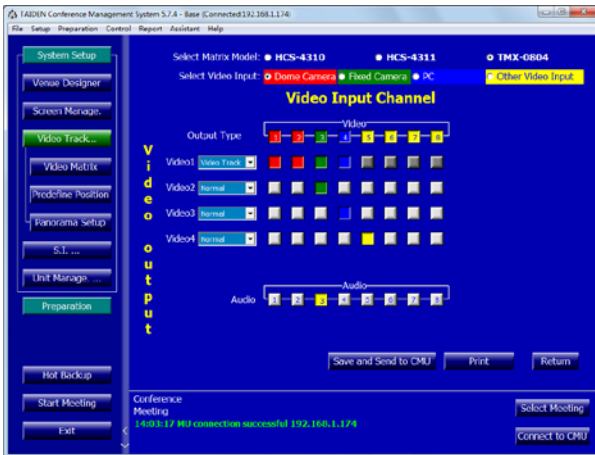 TAIDEN Conference Management System 5.7.4 - Base (Connected:192.168.1.174)
File Setup Preparation Control Report Assistant Help
System Setup
Venue Designer
Screen Manage.
Video Track...
Video Matrix
Predefine Position
Panorama Setup
S.I. ...
Unit Manage. ...
Preparation
Hot Backup
Start Meeting
Exit
Select Matrix Model: HCS-4310 HCS-4311 TMX-0804
Select Video Input: Dome Camera Fixed Camera PC Other Video Input
Video Input Channel
Video
Output Type 1 2 3 4 5 6 7 8
Video output
Video1 Video Track
Video2 Normal
Video3 Normal
Video4 Normal
Audio
Audio 1 2 3 4 5 6 7 8
Save and Send to CMU Print Return
Conference
Meeting
14:03:17 MU connection successful 192.168.1.174
Select Meeting
Connect to CMU